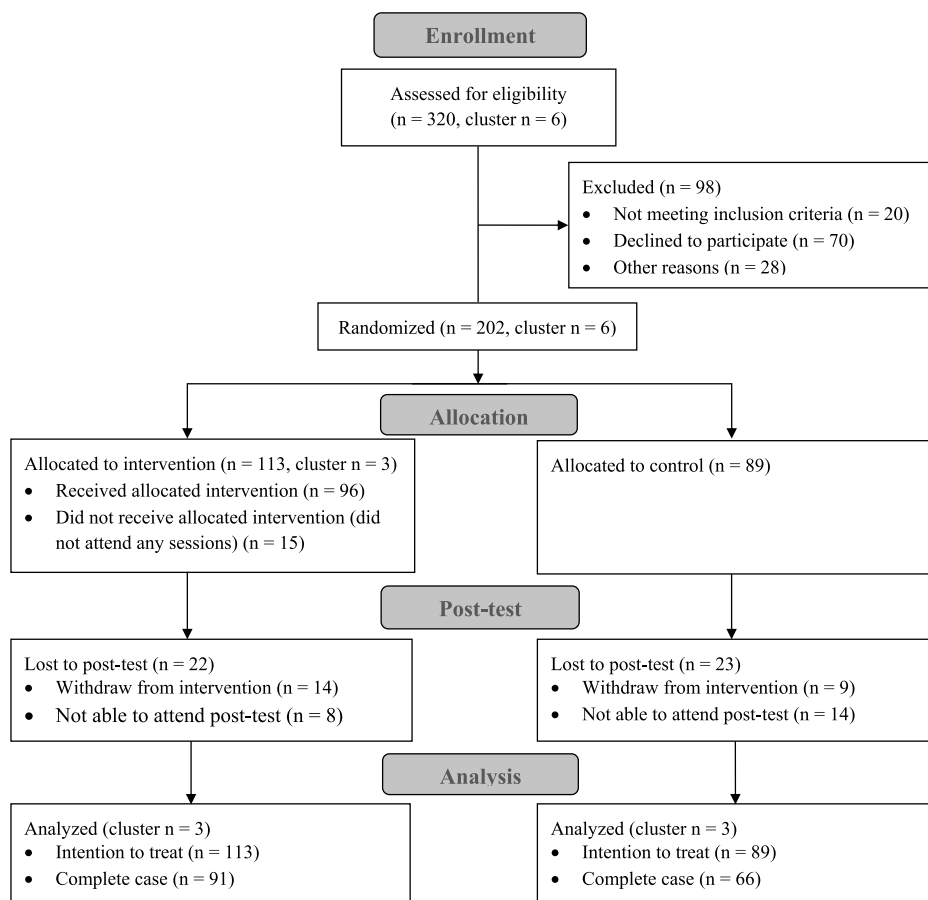 Enrollment
Assessed for eligibility
(n = 320, cluster n = 6)
Excluded (n = 98)
• Not meeting inclusion criteria (n = 20)
• Declined to participate (n = 70)
• Other reasons (n = 28)
Randomized (n = 202, cluster n = 6)
Allocation
Allocated to intervention (n = 113, cluster n = 3)
• Received allocated intervention (n = 96)
• Did not receive allocated intervention (did
not attend any sessions) (n = 15)
Allocated to control (n = 89)
Post-test
Lost to post-test (n = 22)
• Withdraw from intervention (n = 14)
• Not able to attend post-test (n = 8)
Lost to post-test (n = 23)
• Withdraw from intervention (n = 9)
• Not able to attend post-test (n = 14)
Analysis
Analyzed (cluster n = 3)
• Intention to treat (n = 113)
• Complete case (n = 91)
Analyzed (cluster n = 3)
• Intention to treat (n = 89)
• Complete case (n = 66)